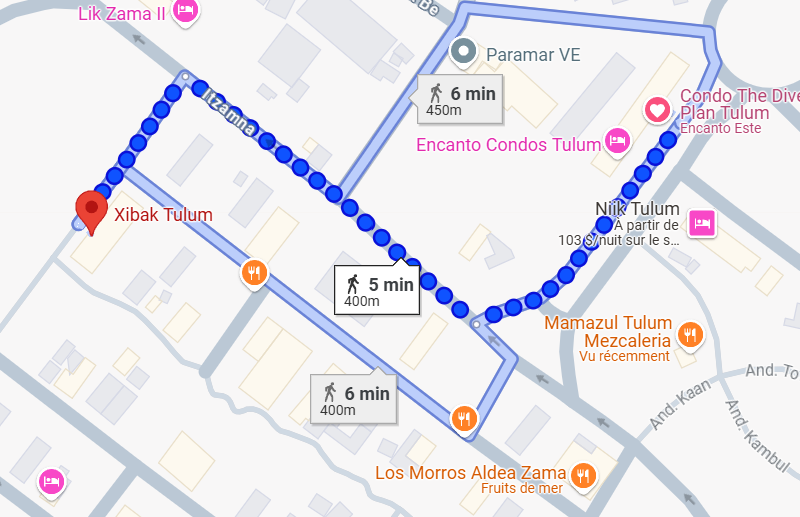 Lik Zama II
Be
Paramar VE
6 min
450m
Condo The Dive
Plan Tulum
Encanto Este
Itzamna
Encanto Condos Tulum
Xibak Tulum
Niik Tulum
À partir de
103 $/nuit sur le s...
5 min
400m
Mamazul Tulum
Mezcaleria
Vu récemment
And. To
6 min
400m
And. Kaan
And. Kambul
Los Morros Aldea Zama
Fruits de mer